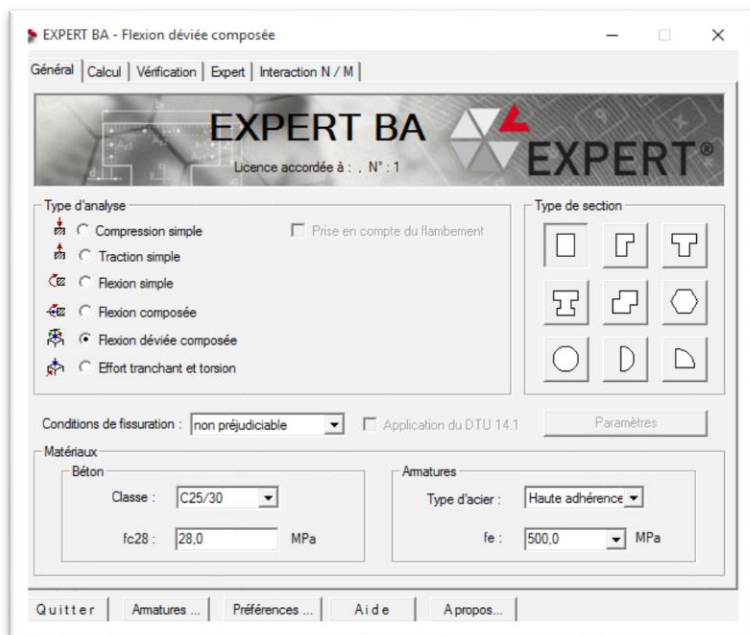 EXPERT BA - Flexion déviée composée
Général Calcul Vérification Expert Interaction N / M
EXPERT BA
Licence accordée à : , N° : 1
EXPERT®
Type d'analyse
Compression simple
Prise en compte du flambement
Traction simple
Flexion simple
Flexion composée
Flexion déviée composée
Effort tranchant et torsion
Type de section
Conditions de fissuration : non préjudiciable
Application du DTU 14.1
Paramètres
Matériaux
Béton
Classe : C25/30
fc28 : 28,0 MPa
Armatures
Type d'acier : Haute adhérence
fe : 500,0 MPa
Quitter Armatures ... Préférences ... Aide A propos...